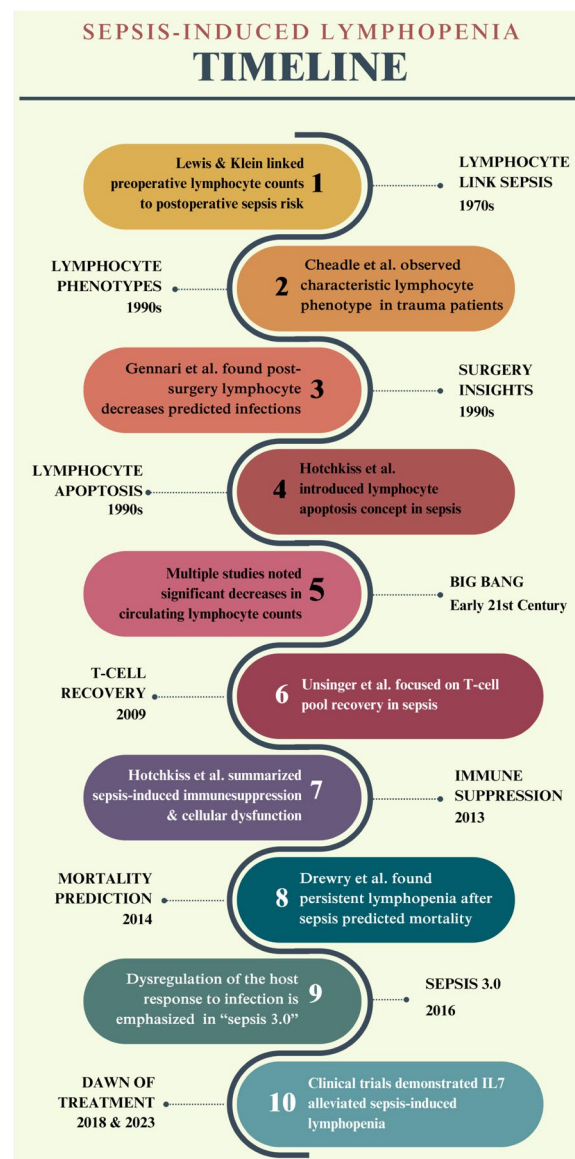 SEPSIS-INDUCED LYMPHOPENIA
TIMELINE
Lewis & Klein linked
preoperative lymphocyte counts
to postoperative sepsis risk
1
LYMPHOCYTE
LINK SEPSIS
1970s
LYMPHOCYTE
PHENOTYPES
1990s
2
Cheadle et al. observed
characteristic lymphocyte
phenotype in trauma patients
Gennari et al. found post-
surgery lymphocyte
decreases predicted infections
3
SURGERY
INSIGHTS
1990s
LYMPHOCYTE
APOPTOSIS
1990s
4
Hotchkiss et al.
introduced lymphocyte
apoptosis concept in sepsis
Multiple studies noted
significant decreases in
circulating lymphocyte counts
5
BIG BANG
Early 21st Century
T-CELL
RECOVERY
2009
6
Unsinger et al. focused on T-cell
pool recovery in sepsis
Hotchkiss et al. summarized
sepsis-induced immunesuppression
& cellular dysfunction
7
IMMUNE
SUPPRESSION
2013
MORTALITY
PREDICTION
2014
8
Drewry et al. found
persistent lymphopenia after
sepsis predicted mortality
Dysregulation of the host
response to infection is
emphasized in “sepsis 3.0”
9
SEPSIS 3.0
2016
DAWN OF
TREATMENT
2018 & 2023
10
Clinical trials demonstrated IL7
alleviated sepsis-induced
lymphopenia